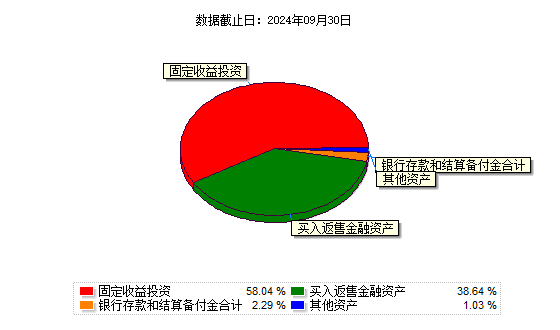 数据截止日：2024年09月30日
固定收益投资
银行存款和结算备付金合计
其他资产
买入返售金融资产
固定收益投资 58.04 % 买入返售金融资产 38.64 %
银行存款和结算备付金合计 2.29 % 其他资产 1.03 %